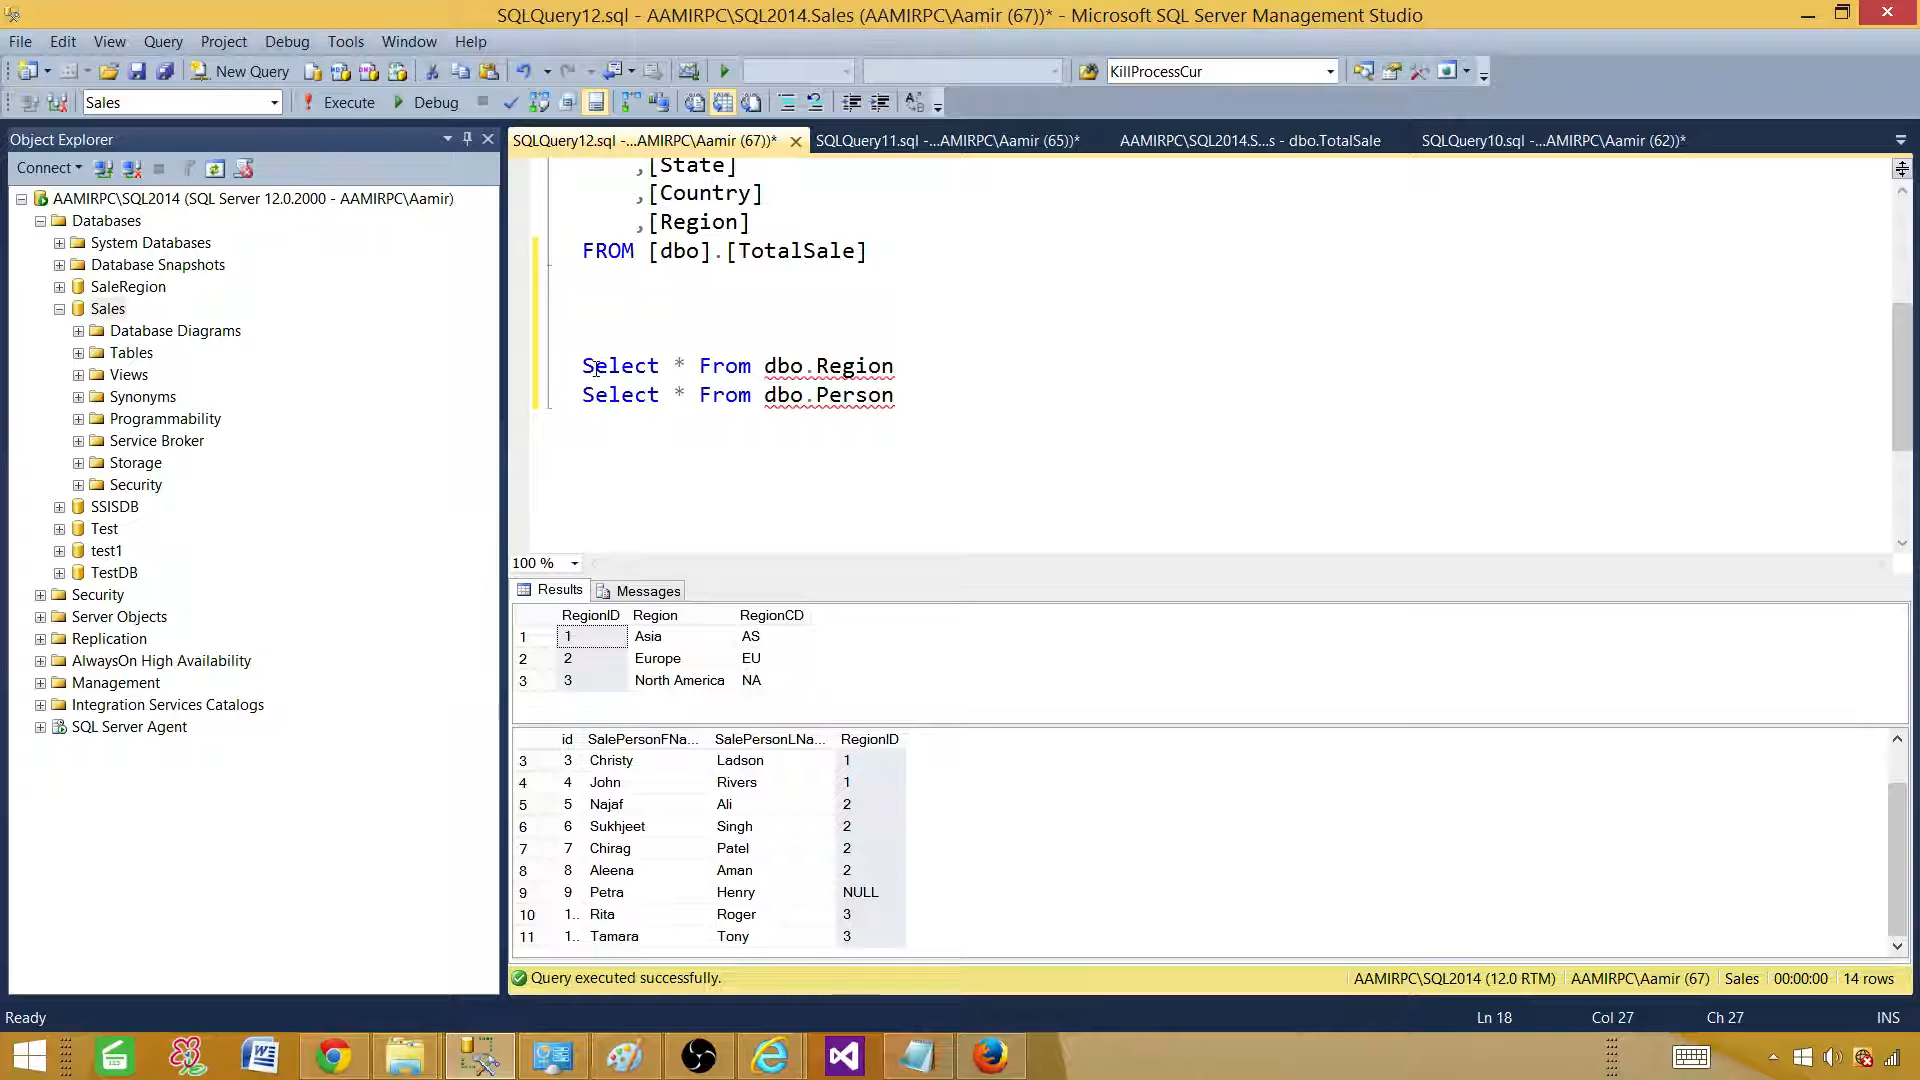 SQLQuery12.sql - AAMIRPC\SQL2014.Sales (AAMIRPC\Aamir (67))* - Microsoft SQL Server Management Studio
File Edit View Query Project Debug Tools Window Help
New Query KillProcessCur
Sales Execute Debug
Object Explorer
Connect
AAMIRPC\SQL2014 (SQL Server 12.0.2000 - AAMIRPC\Aamir)
Databases
System Databases
Database Snapshots
SaleRegion
Sales
Database Diagrams
Tables
Views
Synonyms
Programmability
Service Broker
Storage
Security
SSISDB
Test
test1
TestDB
Security
Server Objects
Replication
AlwaysOn High Availability
Management
Integration Services Catalogs
SQL Server Agent
SQLQuery12.sql -...AMIRPC\Aamir (67))* SQLQuery11.sql -...AMIRPC\Aamir (65))* AAMIRPC\SQL2014.S...s - dbo.TotalSale SQLQuery10.sql -...AMIRPC\Aamir (62))*
,[State]
,[Country]
,[Region]
FROM [dbo].[TotalSale]
Select * From dbo.Region
Select * From dbo.Person
100 %
Results Messages
RegionID Region RegionCD
1 1 Asia AS
2 2 Europe EU
3 3 North America NA
id SalePersonFNa... SalePersonLNa... RegionID
3 3 Christy Ladson 1
4 4 John Rivers 1
5 5 Najaf Ali 2
6 6 Sukhjeet Singh 2
7 7 Chirag Patel 2
8 8 Aleena Aman 2
9 9 Petra Henry NULL
10 1.. Rita Roger 3
11 1.. Tamara Tony 3
Query executed successfully. AAMIRPC\SQL2014 (12.0 RTM) AAMIRPC\Aamir (67) Sales 00:00:00 14 rows
Ready Ln 18 Col 27 Ch 27 INS